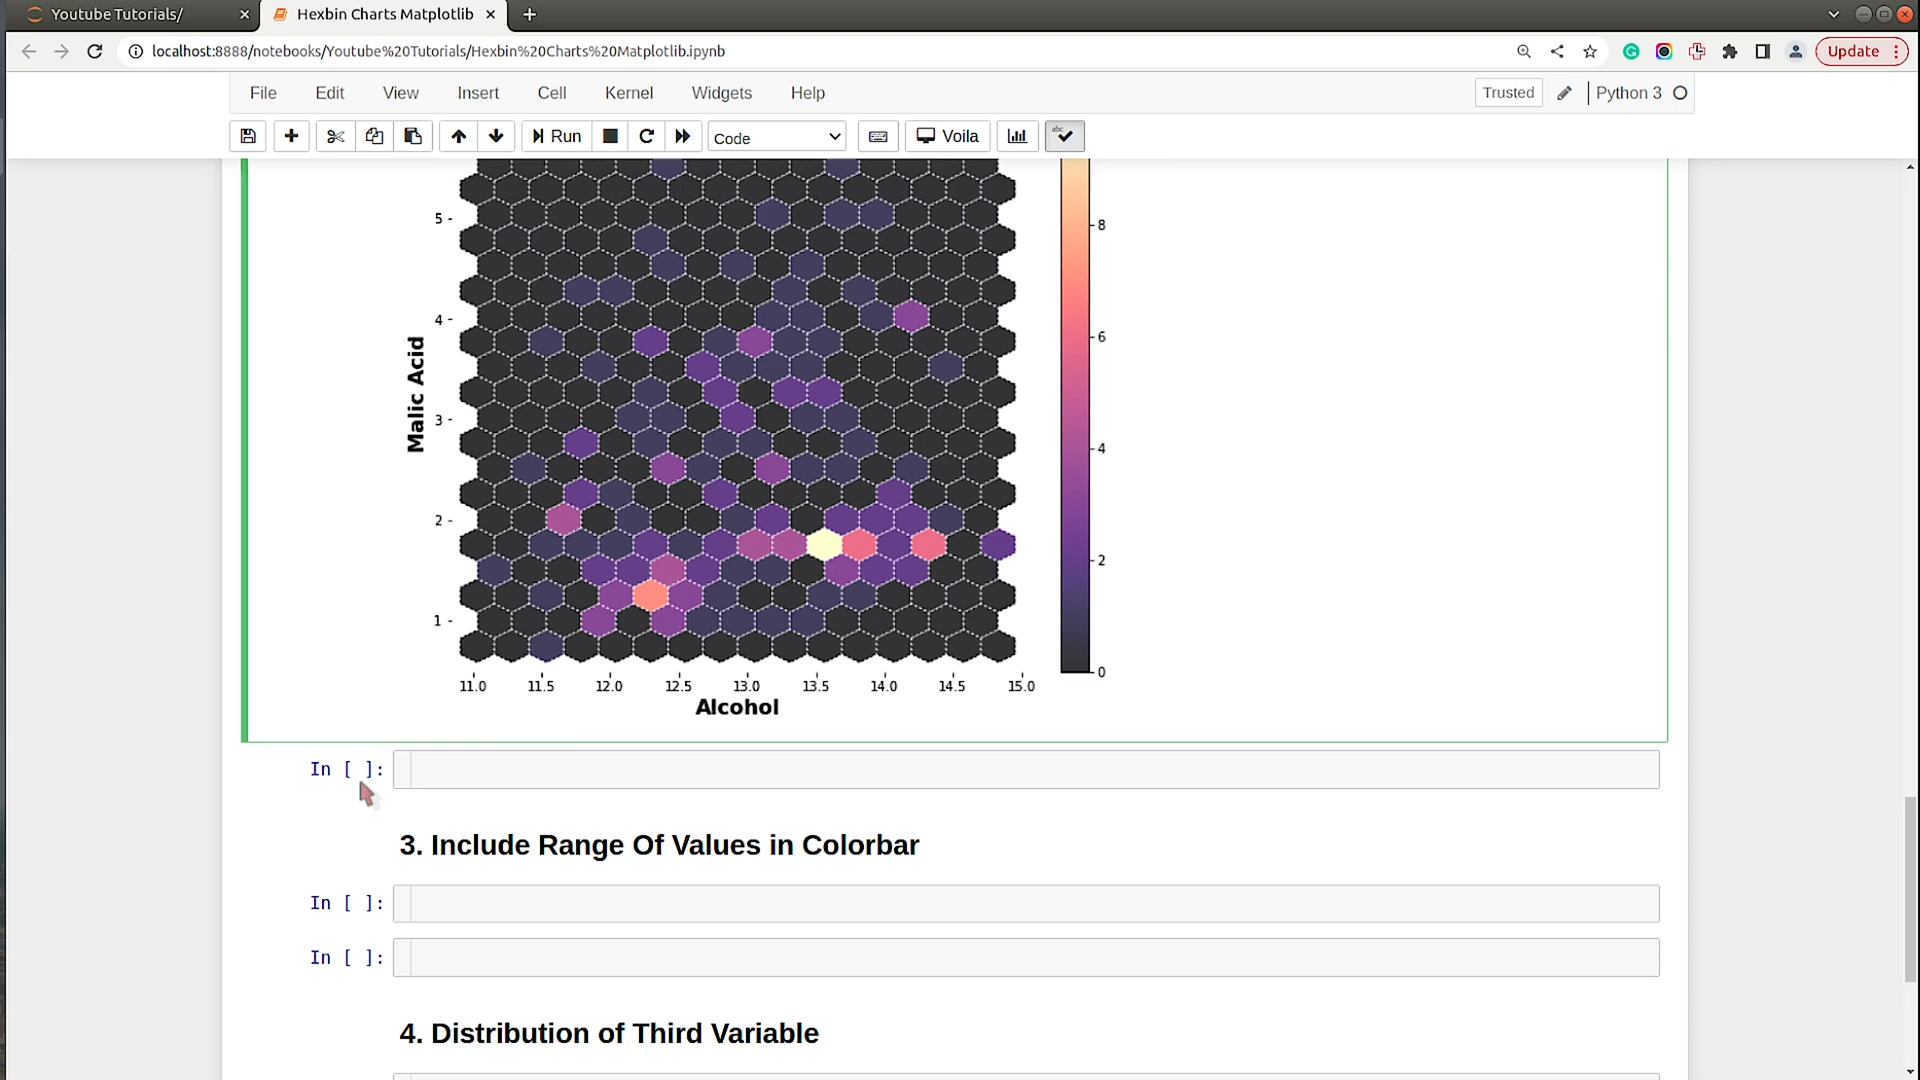 Youtube Tutorials/
Hexbin Charts Matplotlib
localhost:8888/notebooks/Youtube%20Tutorials/Hexbin%20Charts%20Matplotlib.ipynb
Update
File Edit View Insert Cell Kernel Widgets Help
Trusted
Python 3
Run
Code
Voila
abc
5
4
3
2
1
Malic Acid
11.0 11.5 12.0 12.5 13.0 13.5 14.0 14.5 15.0
Alcohol
8
6
4
2
0
In [ ]:
3. Include Range Of Values in Colorbar
In [ ]:
In [ ]:
4. Distribution of Third Variable